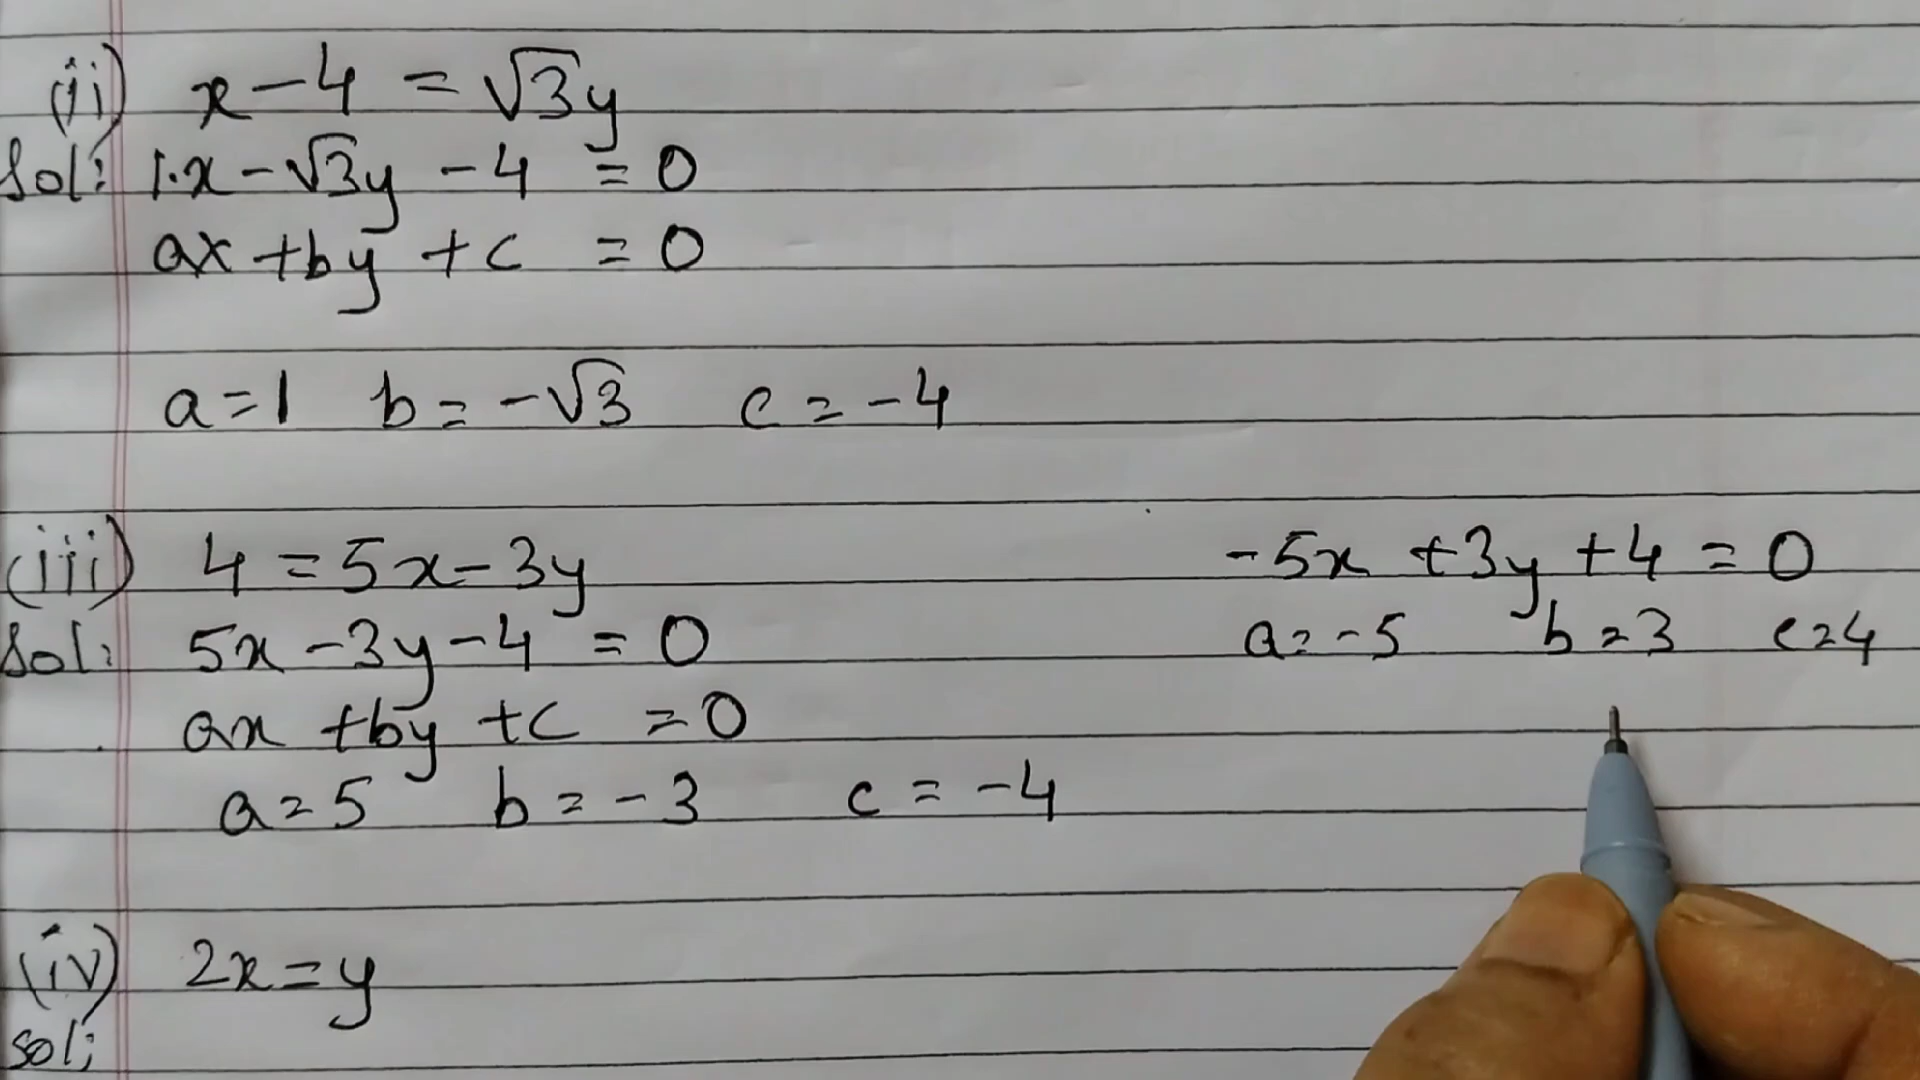 (ii) x - 4 = √3y
Sol: 1.x - √3y - 4 = 0
ax + by + c = 0
a = 1 b = -√3 c = -4
(iii) 4 = 5x - 3y
Sol: 5x - 3y - 4 = 0
ax + by + c = 0
a = 5 b = -3 c = -4
-5x + 3y + 4 = 0
a = -5 b = 3 c = 4
(iv) 2x = y
Sol: